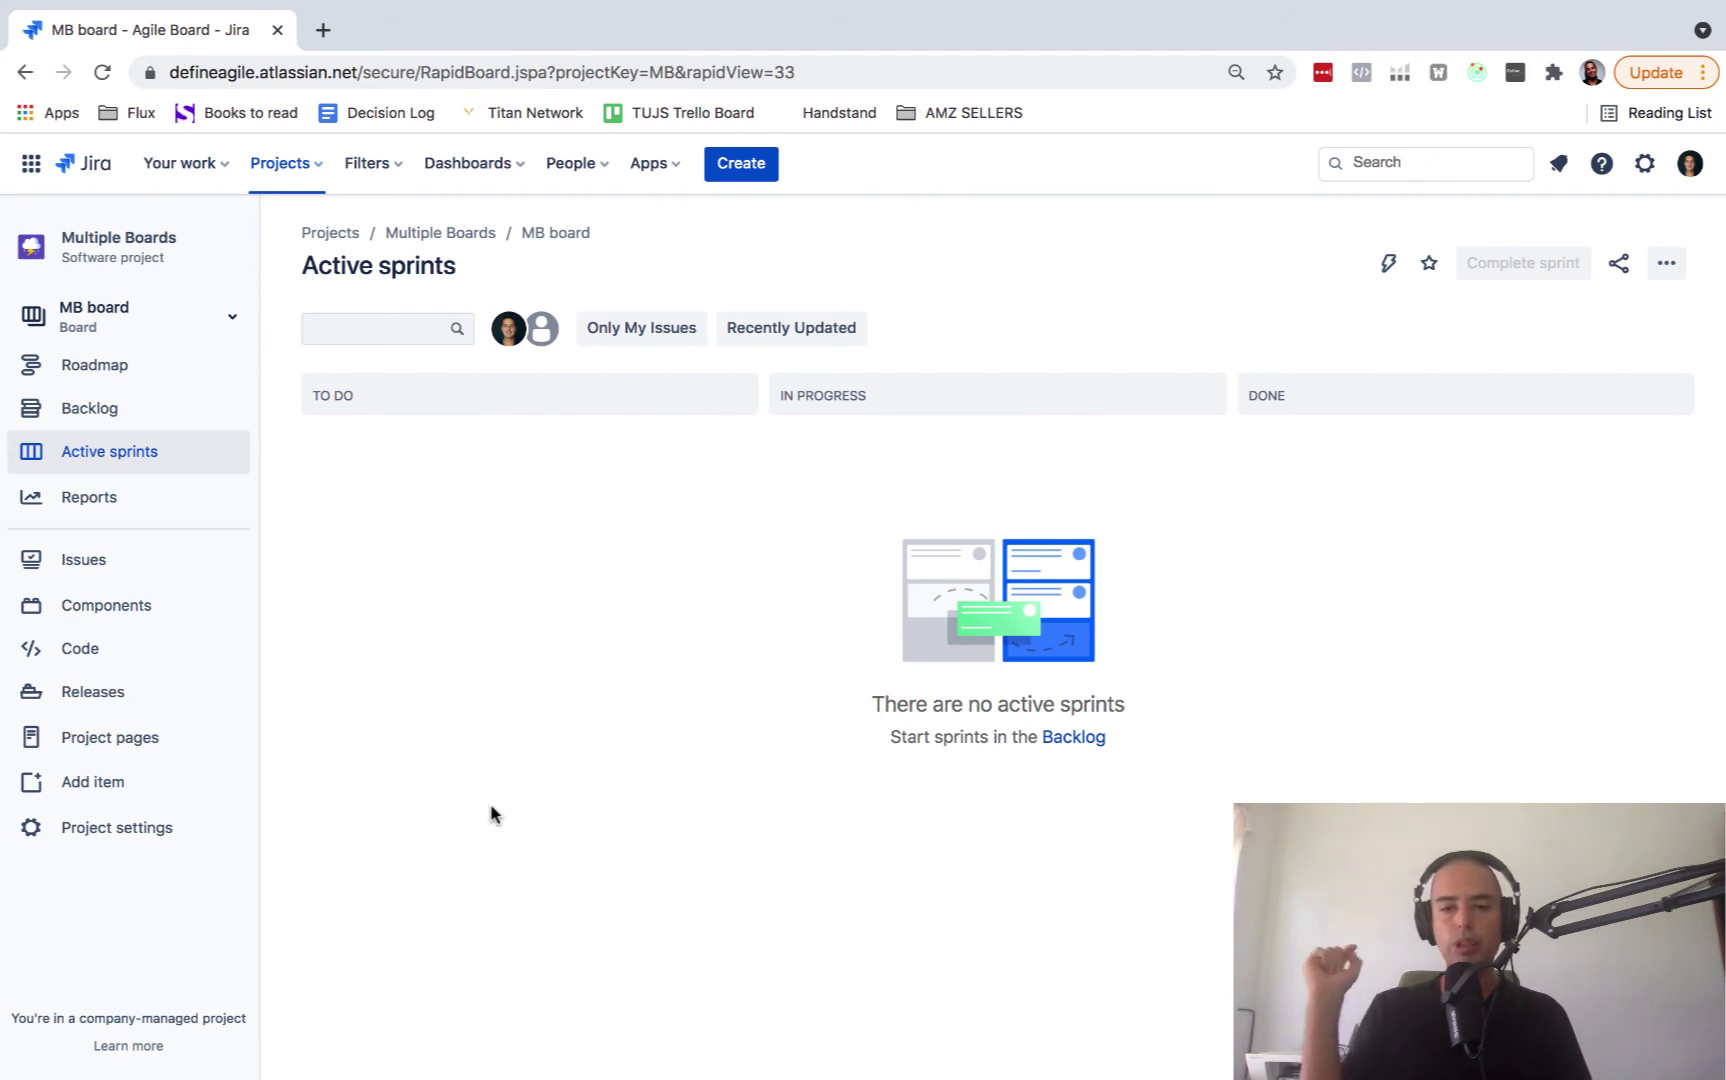 MB board - Agile Board - Jira
defineagile.atlassian.net/secure/RapidBoard.jspa?projectKey=MB&rapidView=33
Update
Apps
Flux
Books to read
Decision Log
Titan Network
TUJS Trello Board
Handstand
AMZ SELLERS
Reading List
Jira
Your work
Projects
Filters
Dashboards
People
Apps
Create
Search
Multiple Boards
Software project
MB board
Board
Roadmap
Backlog
Active sprints
Reports
Issues
Components
Code
Releases
Project pages
Add item
Project settings
You're in a company-managed project
Learn more
Projects / Multiple Boards / MB board
Active sprints
Complete sprint
Only My Issues
Recently Updated
TO DO
IN PROGRESS
DONE
There are no active sprints
Start sprints in the Backlog